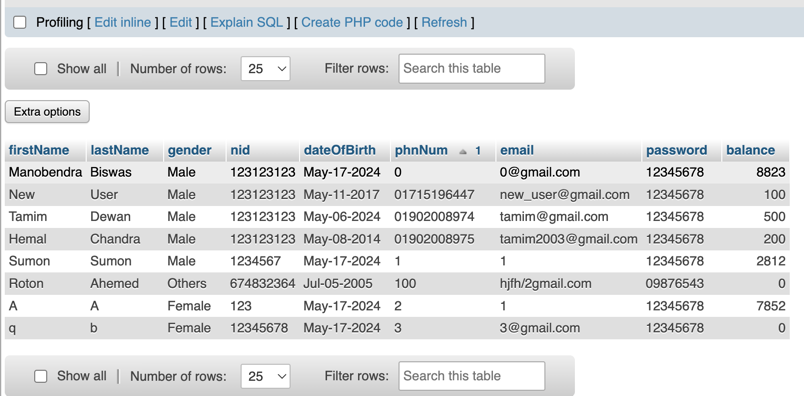 Profiling [ Edit inline ] [ Edit ] [ Explain SQL ] [ Create PHP code ] [ Refresh ]
Show all | Number of rows: 25 Filter rows: Search this table
Extra options
firstName lastName gender nid dateOfBirth phnNum 1 email password balance
Manobendra Biswas Male 123123123 May-17-2024 0 0@gmail.com 12345678 8823
New User Male 123123123 May-11-2017 01715196447 new_user@gmail.com 12345678 100
Tamim Dewan Male 123123123 May-06-2024 01902008974 tamim@gmail.com 12345678 500
Hemal Chandra Male 123123123 May-08-2014 01902008975 tamim2003@gmail.com 12345678 200
Sumon Sumon Male 1234567 May-17-2024 1 1 12345678 2812
Roton Ahemed Others 674832364 Jul-05-2005 100 hjfh/2gmail.com 09876543 0
A A Female 123 May-17-2024 2 1 12345678 7852
q b Female 12345678 May-17-2024 3 3@gmail.com 12345678 0
Show all | Number of rows: 25 Filter rows: Search this table